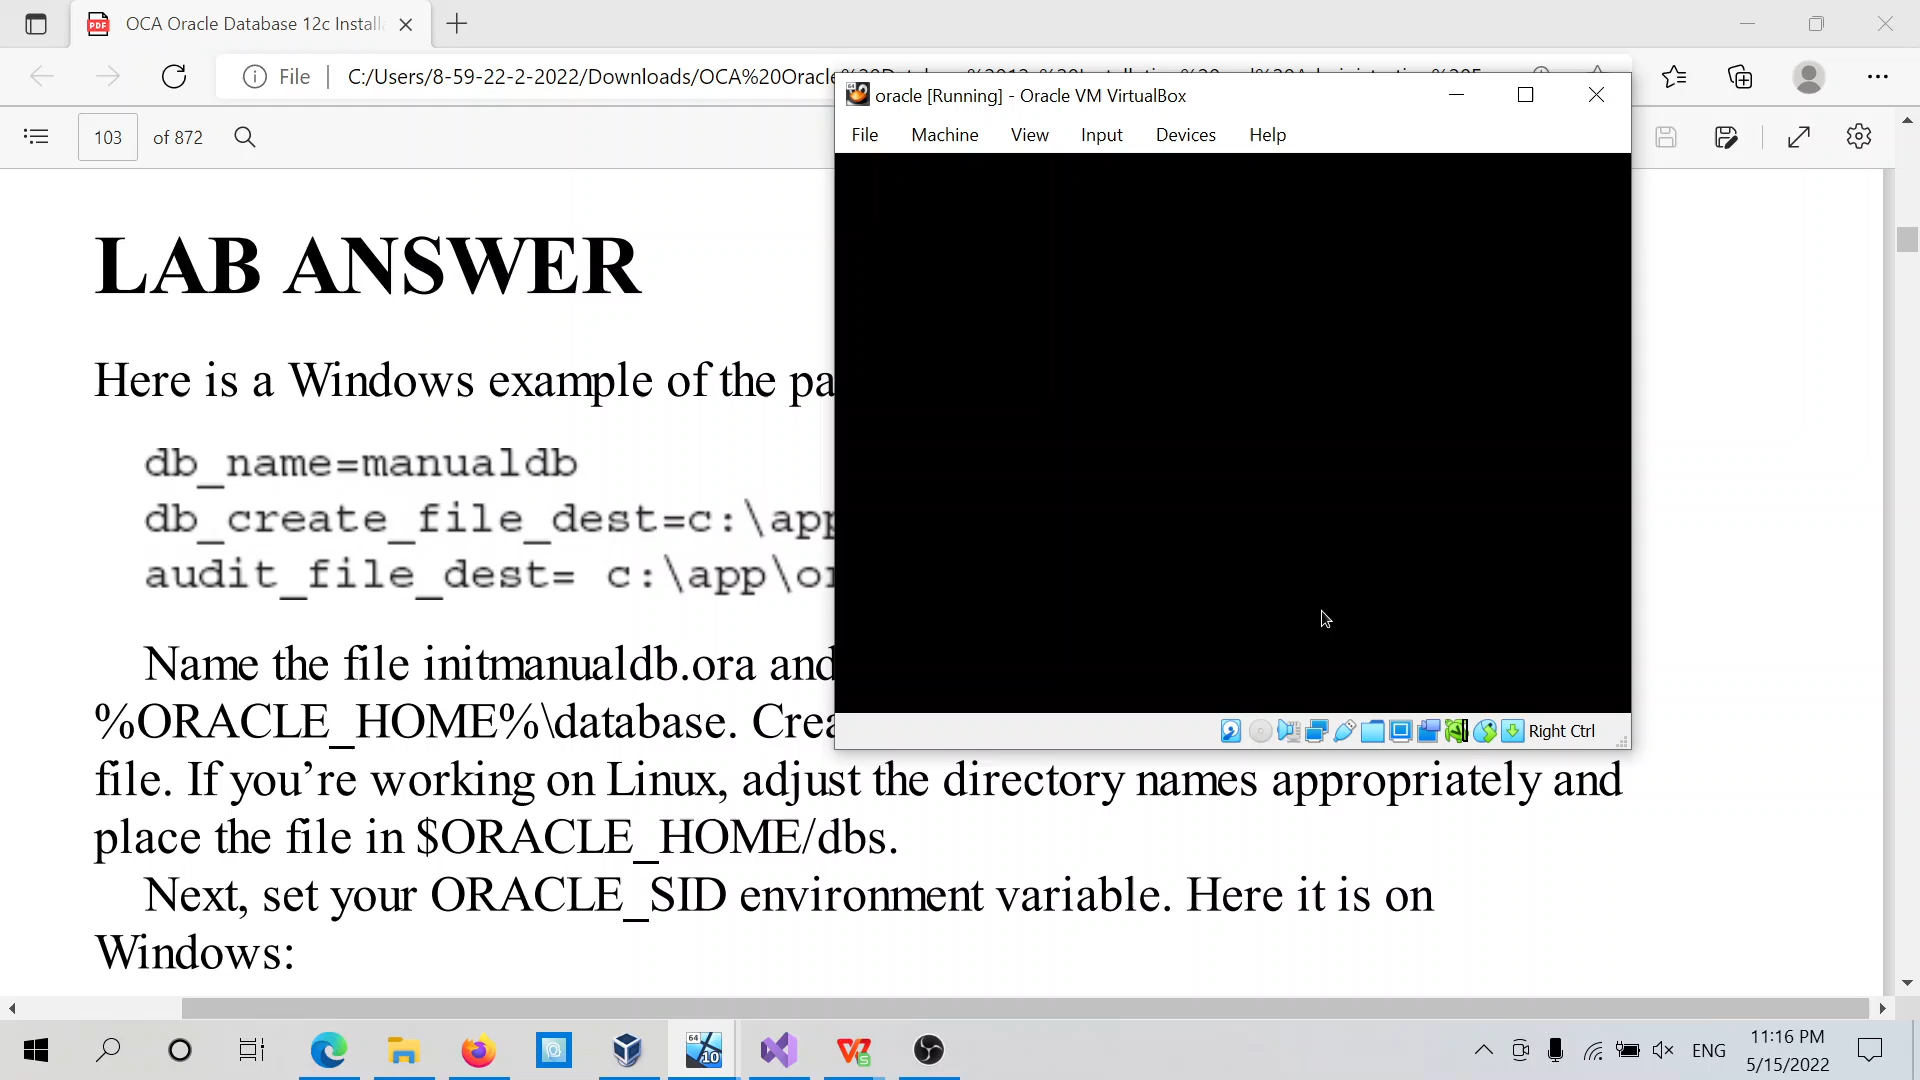 OCA Oracle Database 12c Install
File
C:/Users/8-59-22-2-2022/Downloads/OCA%20Oracle
103 of 872
oracle [Running] - Oracle VM VirtualBox
File Machine View Input Devices Help
LAB ANSWER
Here is a Windows example of the pa
db_name=manualdb
db_create_file_dest=c:\app
audit_file_dest= c:\app\or
Name the file initmanualdb.ora and
%ORACLE_HOME%\database. Crea
Right Ctrl
file. If you’re working on Linux, adjust the directory names appropriately and
place the file in $ORACLE_HOME/dbs.
Next, set your ORACLE_SID environment variable. Here it is on
Windows:
64
10
ENG
11:16 PM
5/15/2022